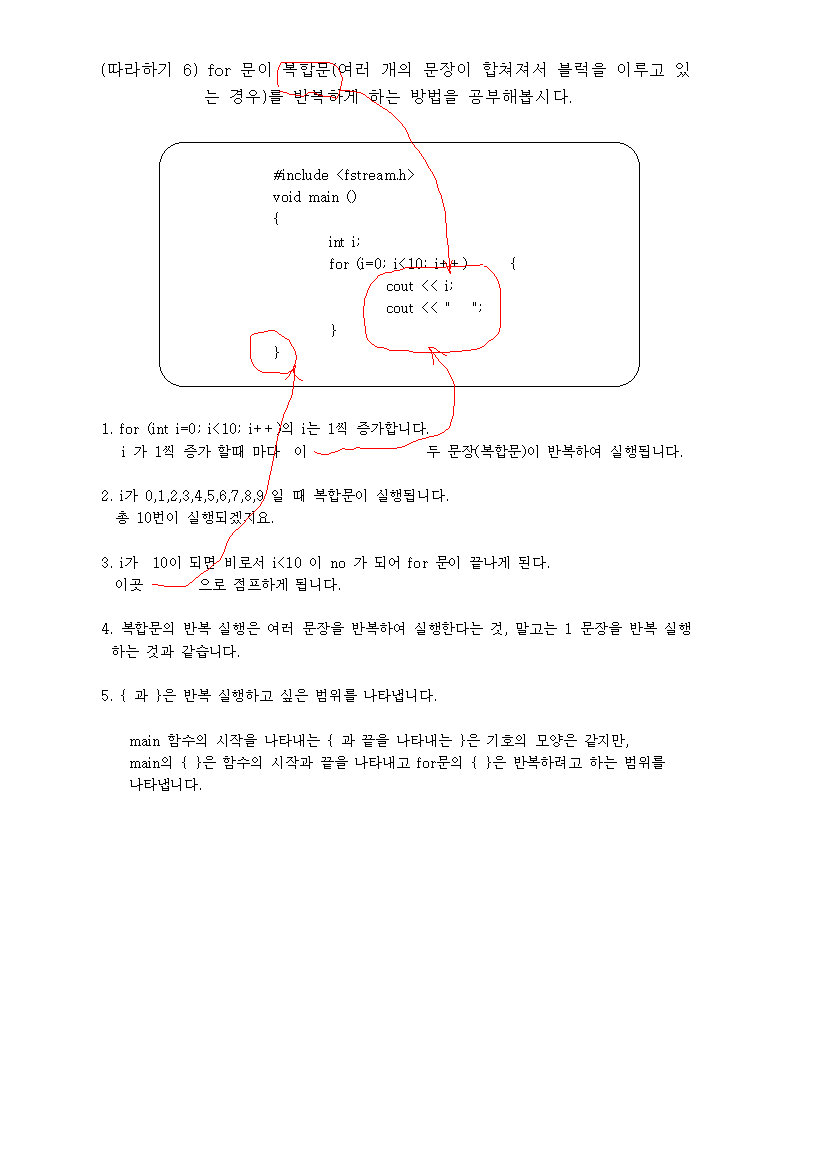 (따라하기 6) for 문이 복합문(여러 개의 문장이 합쳐져서 블럭을 이루고 있
는 경우)를 반복하게 하는 방법을 공부해봅시다.
#include <fstream.h>
void main ()
{
int i;
for (i=0; i<10; i++) {
cout << i;
cout << "  ";
}
}
1. for (int i=0; i<10; i++)의 i는 1씩 증가합니다.
i 가 1씩 증가 할때 마다 이 두 문장(복합문)이 반복하여 실행됩니다.
2. i가 0,1,2,3,4,5,6,7,8,9 일 때 복합문이 실행됩니다.
총 10번이 실행되겠지요.
3. i가 10이 되면 비로서 i<10 이 no 가 되어 for 문이 끝나게 된다.
이곳 으로 점프하게 됩니다.
4. 복합문의 반복 실행은 여러 문장을 반복하여 실행한다는 것, 말고는 1 문장을 반복 실행
하는 것과 같습니다.
5. { 과 }은 반복 실행하고 싶은 범위를 나타냅니다.
main 함수의 시작을 나타내는 { 과 끝을 나타내는 }은 기호의 모양은 같지만,
main의 { }은 함수의 시작과 끝을 나타내고 for문의 { }은 반복하려고 하는 범위를
나타냅니다.